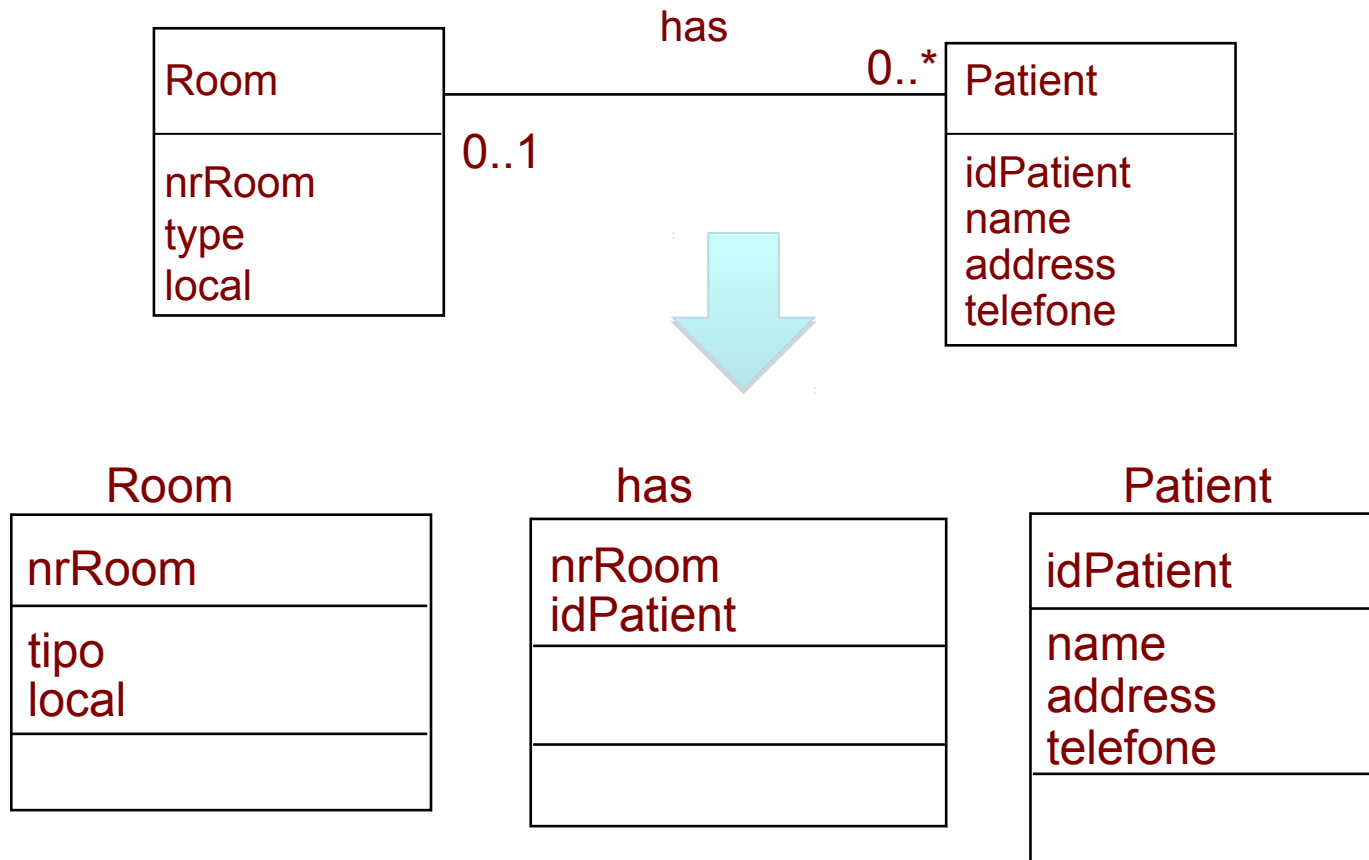 has
Room
0..*
Patient
0..1
nrRoom
type
local
idPatient
name
address
telefone
Room
has
Patient
nrRoom
tipo
local
nrRoom
idPatient
idPatient
name
address
telefone